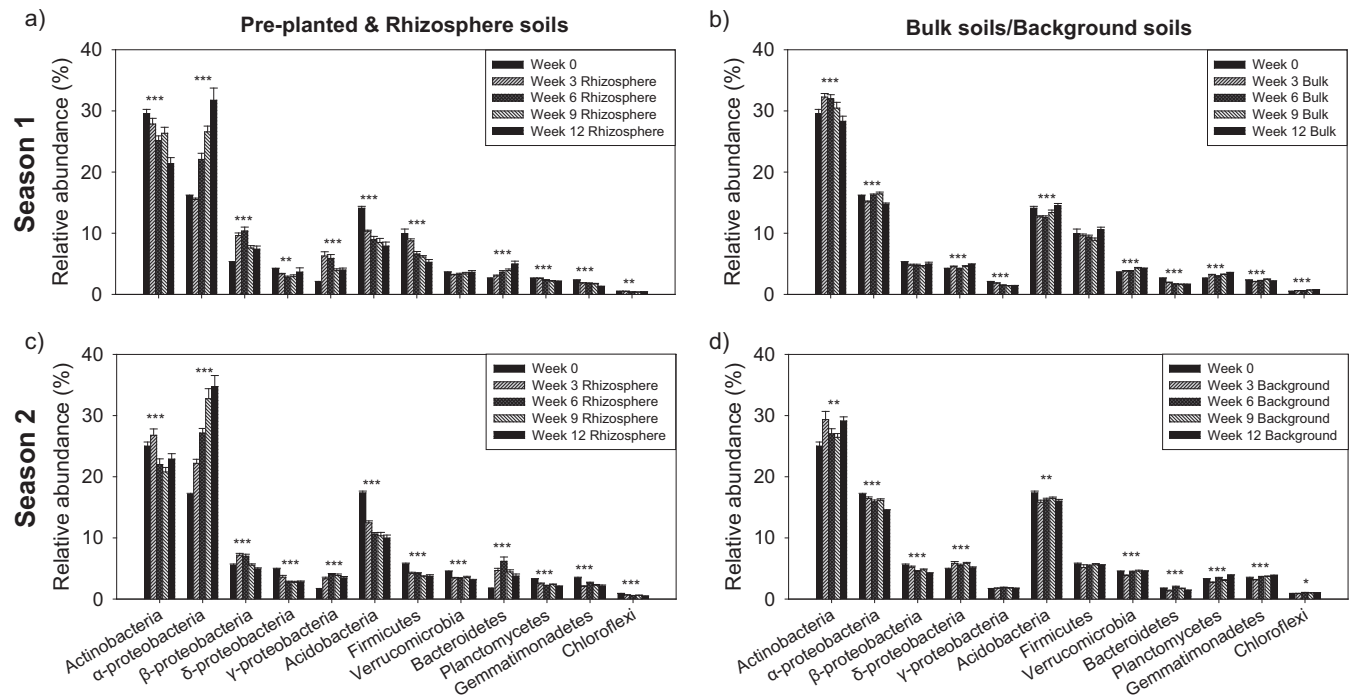 a)
Pre-planted & Rhizosphere soils
b)
Bulk soils/Background soils
Season 1
Relative abundance (%)
40
30
20
10
0
***
***
***
**
***
***
***
***
***
***
**
Week 0
Week 3 Rhizosphere
Week 6 Rhizosphere
Week 9 Rhizosphere
Week 12 Rhizosphere
Relative abundance (%)
40
30
20
10
0
***
***
***
***
***
***
***
***
***
***
Week 0
Week 3 Bulk
Week 6 Bulk
Week 9 Bulk
Week 12 Bulk
c)
d)
Season 2
Relative abundance (%)
40
30
20
10
0
***
***
***
***
***
***
***
***
***
***
***
***
Week 0
Week 3 Rhizosphere
Week 6 Rhizosphere
Week 9 Rhizosphere
Week 12 Rhizosphere
Actinobacteria
α-proteobacteria
β-proteobacteria
δ-proteobacteria
γ-proteobacteria
Acidobacteria
Firmicutes
Verrucomicrobia
Bacteroidetes
Planctomycetes
Gemmatimonadetes
Chloroflexi
Relative abundance (%)
40
30
20
10
0
**
***
***
***
**
***
***
***
***
*
Week 0
Week 3 Background
Week 6 Background
Week 9 Background
Week 12 Background
Actinobacteria
α-proteobacteria
β-proteobacteria
δ-proteobacteria
γ-proteobacteria
Acidobacteria
Firmicutes
Verrucomicrobia
Bacteroidetes
Planctomycetes
Gemmatimonadetes
Chloroflexi